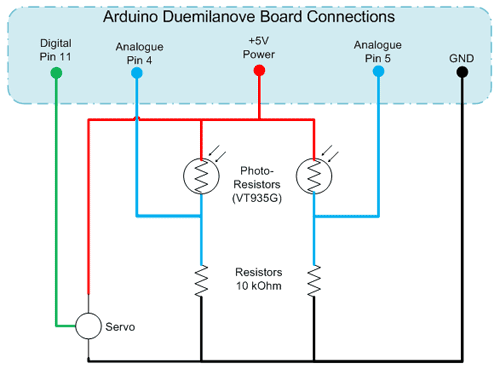 Arduino Duemilanove Board Connections
Digital
Pin 11
Analogue
Pin 4
+5V
Power
Analogue
Pin 5
GND
Photo-
Resistors
(VT935G)
Resistors
10 kOhm
Servo